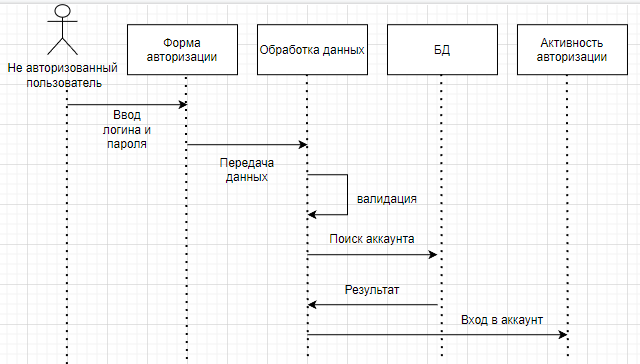 Не авторизованный
пользователь
Форма
авторизации
Обработка данных
БД
Активность
авторизации
Ввод
логина и
пароля
Передача
данных
валидация
Поиск аккаунта
Результат
Вход в аккаунт